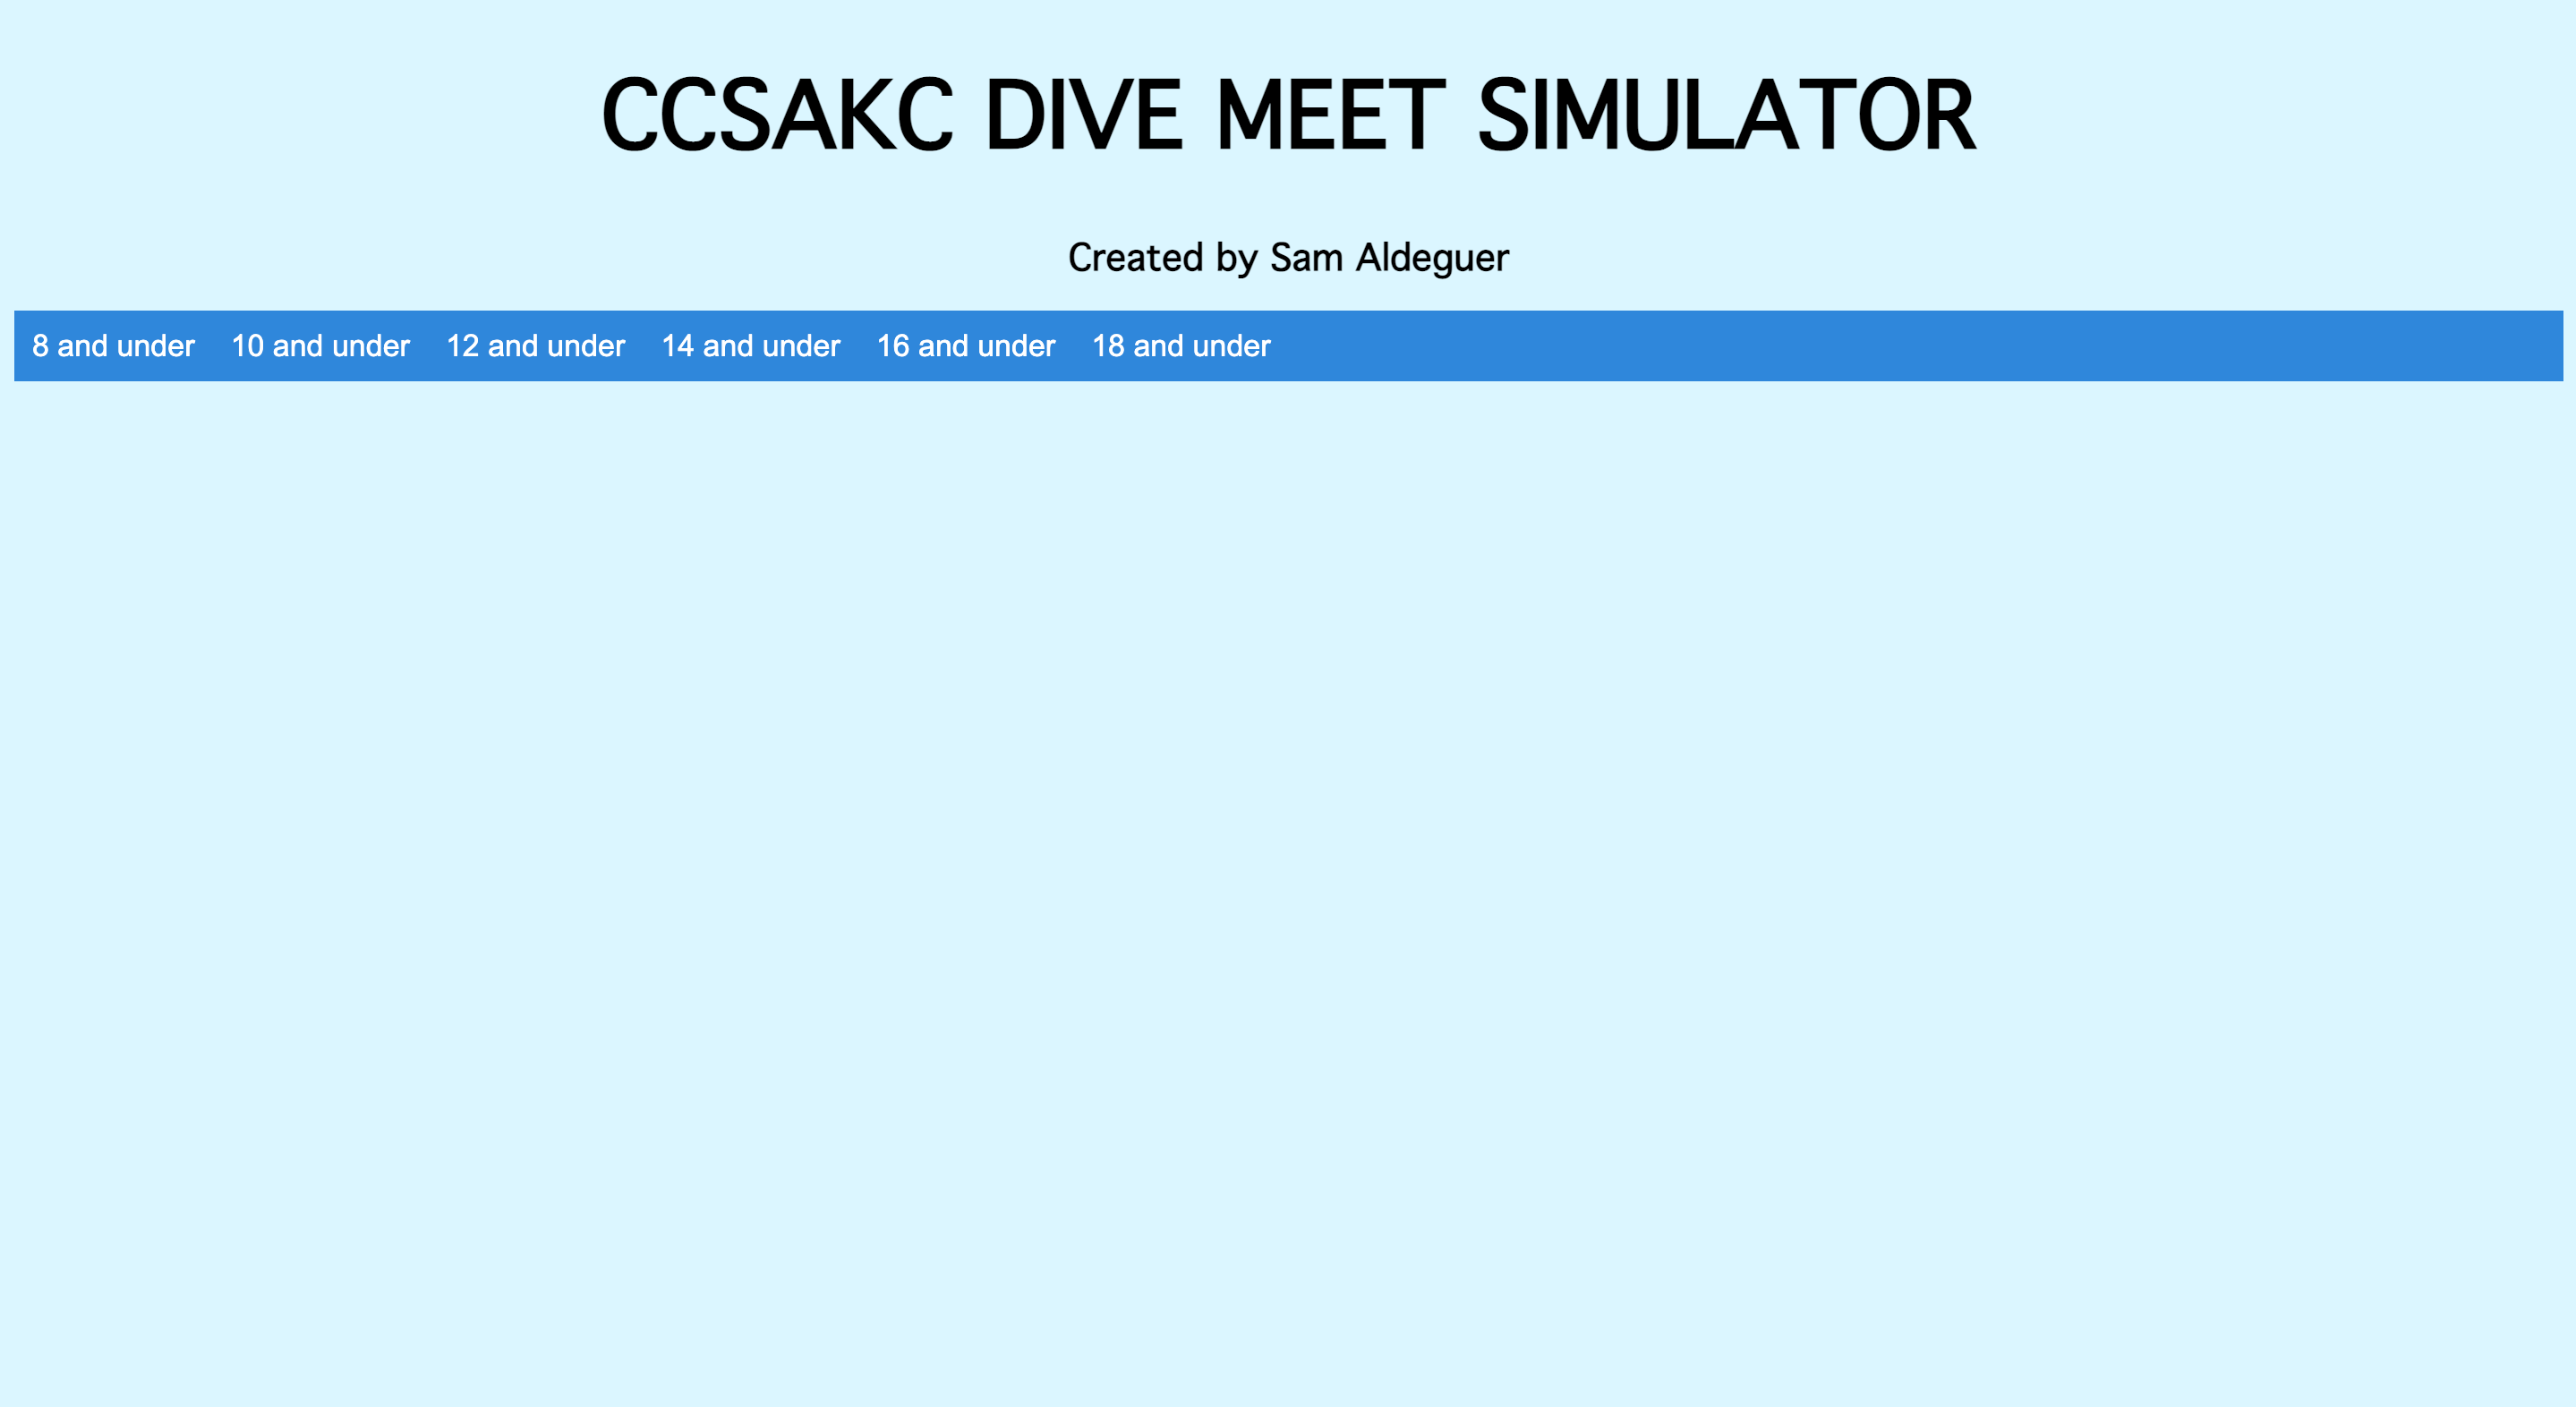 CCSAKC DIVE MEET SIMULATOR
Created by Sam Aldeguer
8 and under 10 and under 12 and under 14 and under 16 and under 18 and under